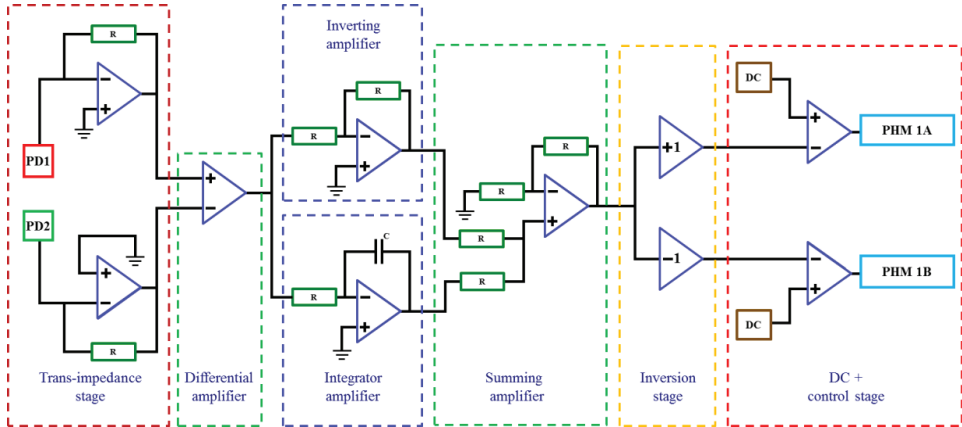 Inverting
amplifier
R
R
R
C
R
PD1
PD2
R
R
R
R
R
+1
-1
DC
DC
PHM 1A
PHM 1B
Trans-impedance
stage
Differential
amplifier
Integrator
amplifier
Summing
amplifier
Inversion
stage
DC +
control stage